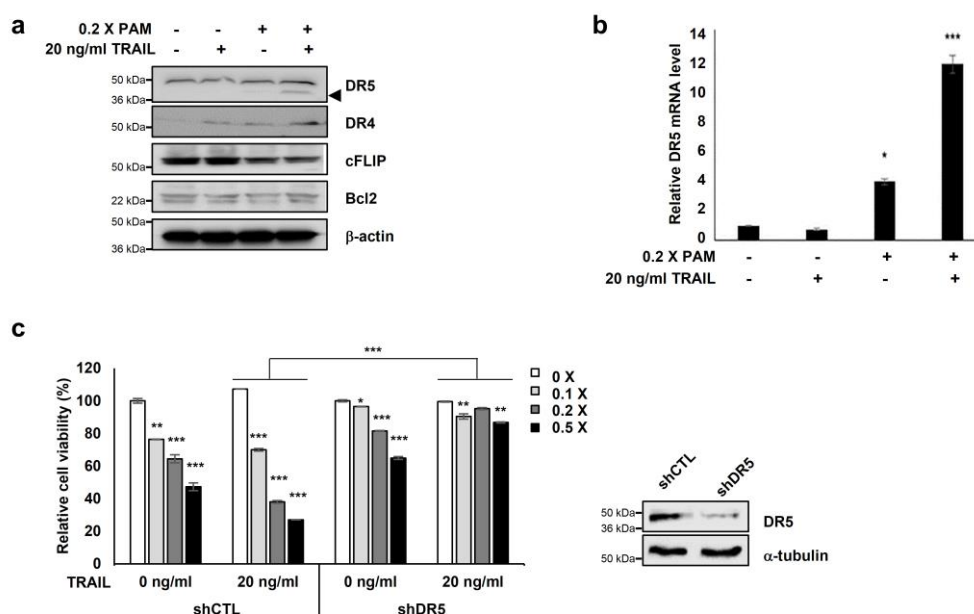 a
0.2 X PAM - - + +
20 ng/ml TRAIL - + - +
50 kDa
36 kDa
DR5
50 kDa
DR4
50 kDa
cFLIP
22 kDa
Bcl2
50 kDa
36 kDa
β-actin
b
Relative DR5 mRNA level
14
12
10
8
6
4
2
0
*
***
0.2 X PAM - - + +
20 ng/ml TRAIL - + - +
c
Relative cell viability (%)
120
100
80
60
40
20
0
***
** *** ***
*** *** ***
* *** ***
** **
0 X
0.1 X
0.2 X
0.5 X
TRAIL 0 ng/ml 20 ng/ml 0 ng/ml 20 ng/ml
shCTL shDR5
shCTL shDR5
50 kDa
36 kDa
DR5
50 kDa
α-tubulin